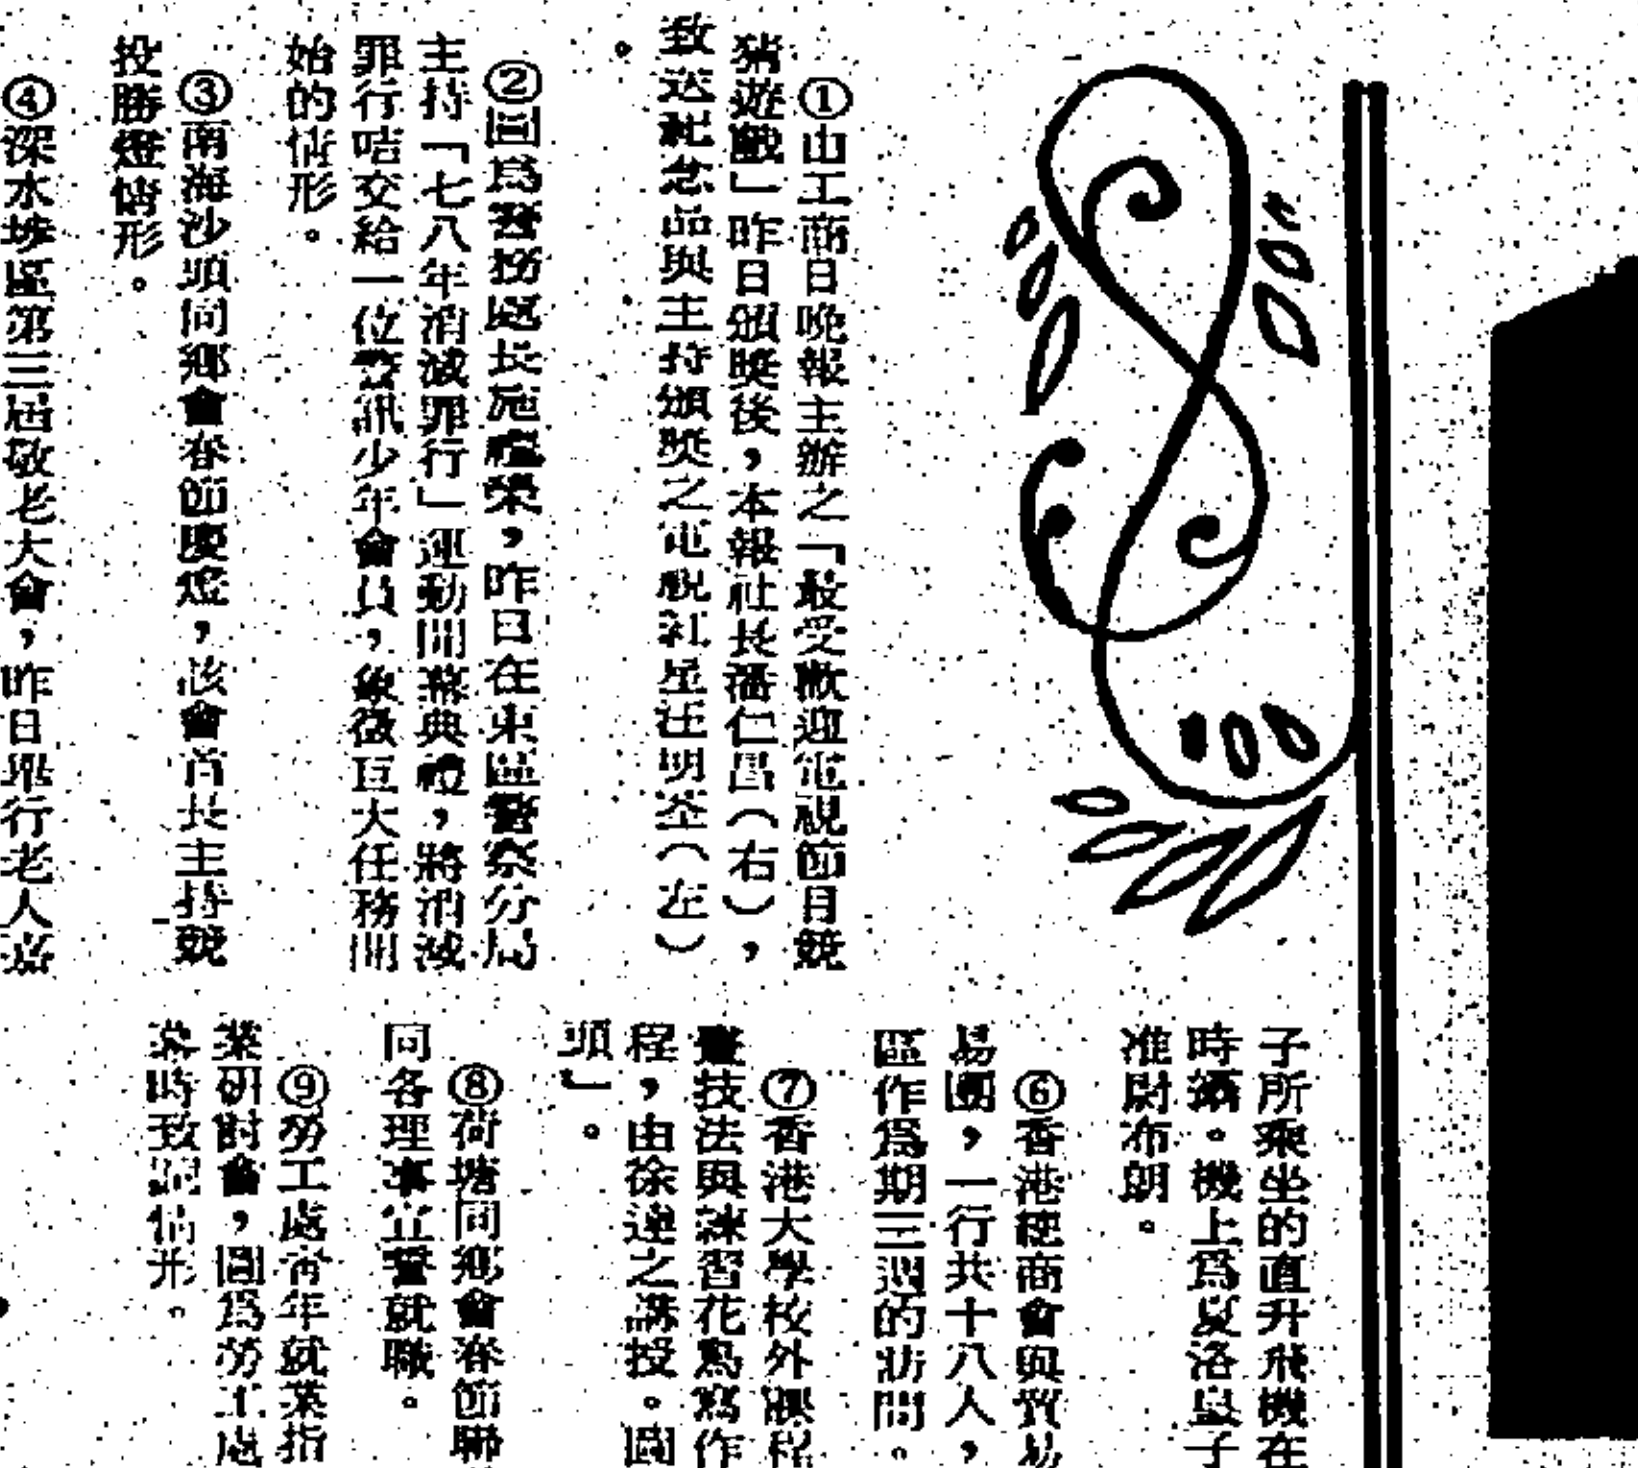 ①由工商日晚報主辦之「最受歡迎電視節目競
猜遊戲」昨日頒獎後，本報社長潘仁昌（右），
致送紀念品與主持頒獎之電視紅星汪明荃（左）
。
②圖為警務處長施禮榮，昨日在東區警察分局
主持「七八年消滅罪行」運動開幕典禮，將消滅
罪行咭交給一位警訊少年會員，象徵巨大任務開
始的情形。
③南海沙頭同鄉會春節慶燈，該會首長主持競
投勝燈情形。
④深水埗區第三屆敬老大會，昨日舉行老人嘉
子所乘坐的直升飛機在
時攝。機上為夏洛皇子
准尉布朗。
⑥香港總商會與貿易
易團，一行共十八人，
區作為期三週的訪問。
⑦香港大學校外課程
畫技法與練習花鳥寫作
程，由徐達之講授。圖
頭」。
⑧荷塘同鄉會春節聯
同各理事宣誓就職。
⑨勞工處青年就業指
業研討會，圖為勞工處
業時致詞情形。